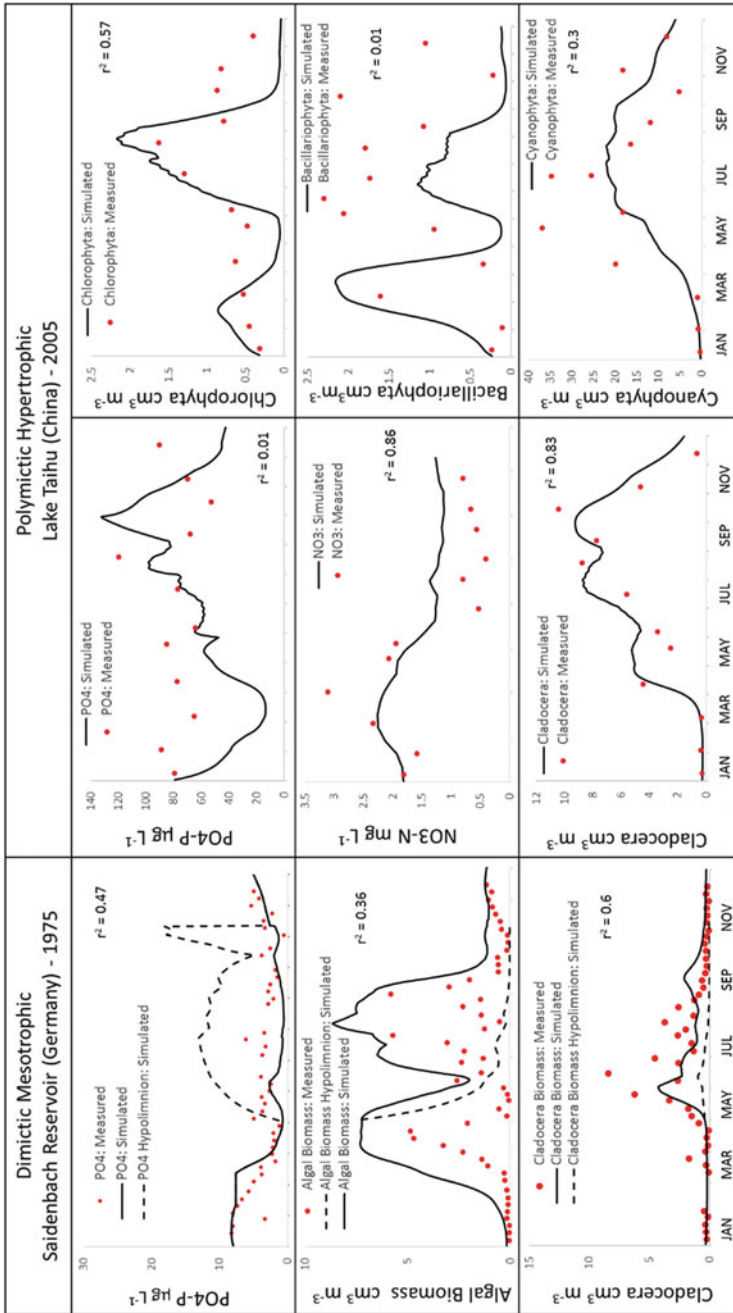 Dimictic Mesotrophic
Saidenbach Reservoir (Germany) - 1975
Polymictic Hypertrophic
Lake Taihu (China) - 2005
PO4-P µg L-1
30
20
10
0
PO4: Measured
PO4: Simulated
PO4 Hypolimnion: Simulated
r² = 0.47
PO4-P µg L-1
140
120
100
80
60
40
20
0
PO4: Simulated
PO4: Measured
r² = 0.01
Chlorophyta cm³ m-3
2.5
2
1.5
1
0.5
0
Chlorophyta: Simulated
Chlorophyta: Measured
r² = 0.57
Algal Biomass cm³ m-3
10
5
0
Algal Biomass: Measured
Algal Biomass Hypolimnion: Simulated
Algal Biomass: Simulated
r² = 0.36
NO3-N mg L-1
3.5
3
2.5
2
1.5
1
0.5
0
NO3: Simulated
NO3: Measured
r² = 0.86
Bacillariophyta cm³m-3
2.5
2
1.5
1
0.5
0
Bacillariophyta: Simulated
Bacillariophyta: Measured
r² = 0.01
Cladocera cm³ m-3
15
10
5
0
Cladocera Biomass: Measured
Cladocera Biomass: Simulated
Cladocera Biomass Hypolimnion: Simulated
r² = 0.6
JAN MAR MAY JUL SEP NOV
Cladocera cm³ m-3
12
10
8
6
4
2
0
Cladocera: Simulated
Cladocera: Measured
r² = 0.83
JAN MAR MAY JUL SEP NOV
Cyanophyta cm³ m-3
40
30
20
10
0
Cyanophyta: Simulated
Cyanophyta: Measured
r² = 0.3
JAN MAR MAY JUL SEP NOV